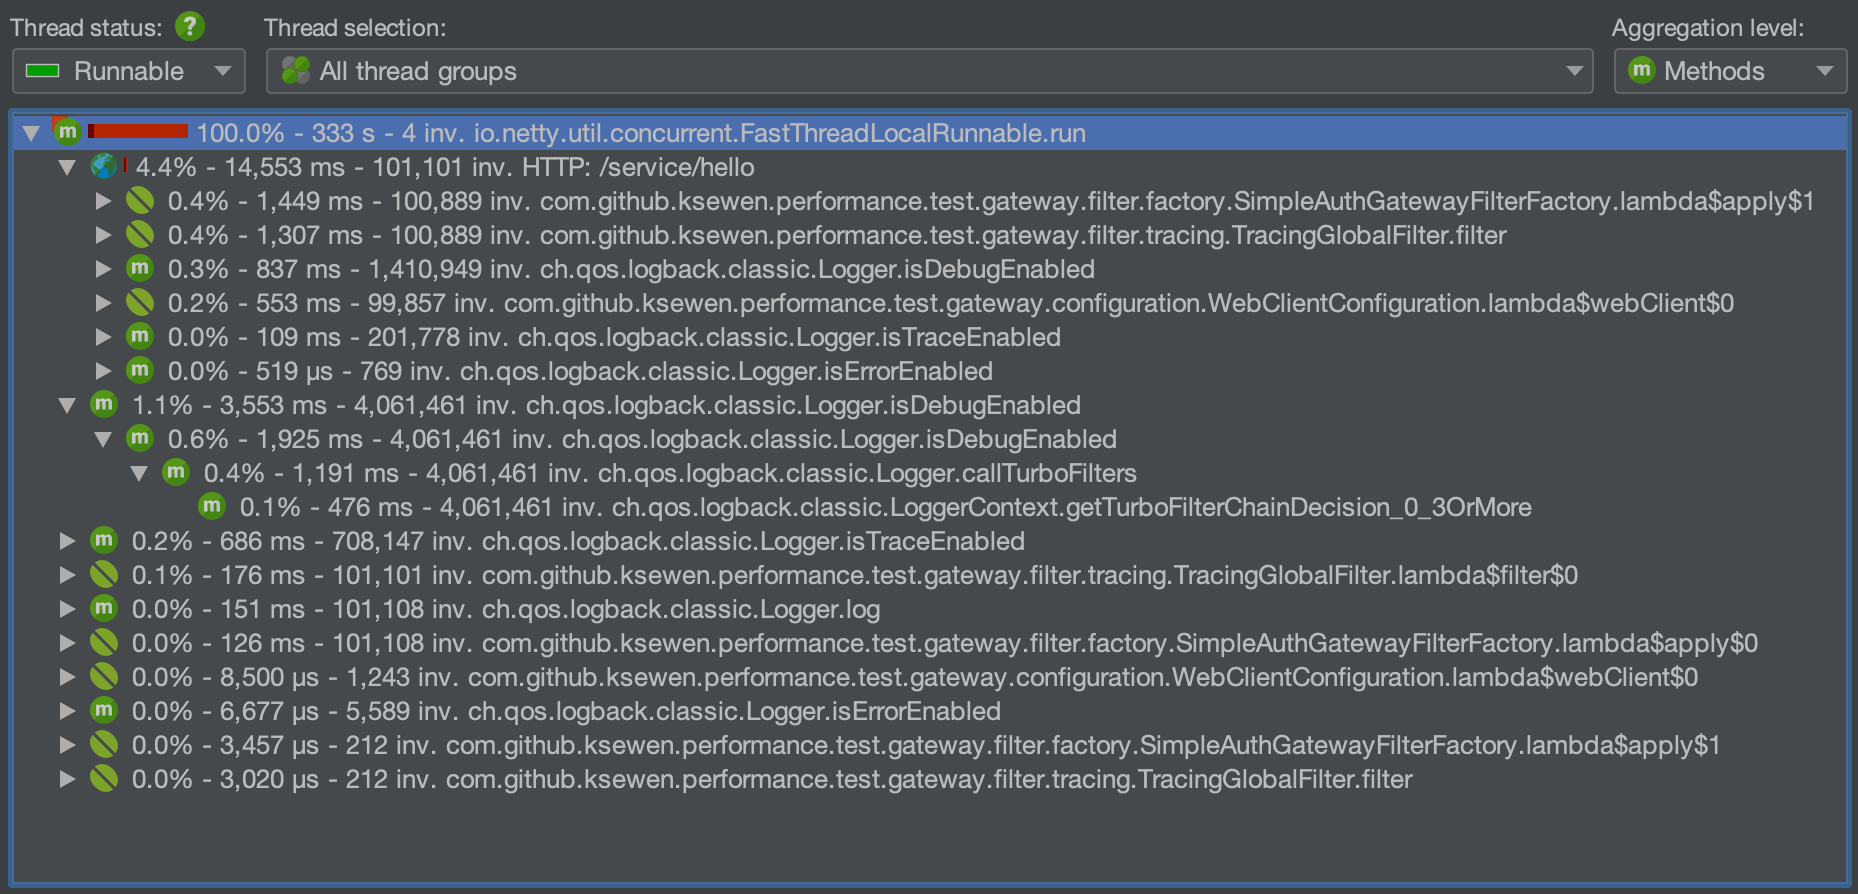 Thread status: ? Thread selection: Aggregation level:
Runnable All thread groups m Methods
m 100.0% - 333 s - 4 inv. io.netty.util.concurrent.FastThreadLocalRunnable.run
4.4% - 14,553 ms - 101,101 inv. HTTP: /service/hello
0.4% - 1,449 ms - 100,889 inv. com.github.ksewen.performance.test.gateway.filter.factory.SimpleAuthGatewayFilterFactory.lambda$apply$1
0.4% - 1,307 ms - 100,889 inv. com.github.ksewen.performance.test.gateway.filter.tracing.TracingGlobalFilter.filter
m 0.3% - 837 ms - 1,410,949 inv. ch.qos.logback.classic.Logger.isDebugEnabled
0.2% - 553 ms - 99,857 inv. com.github.ksewen.performance.test.gateway.configuration.WebClientConfiguration.lambda$webClient$0
m 0.0% - 109 ms - 201,778 inv. ch.qos.logback.classic.Logger.isTraceEnabled
m 0.0% - 519 µs - 769 inv. ch.qos.logback.classic.Logger.isErrorEnabled
m 1.1% - 3,553 ms - 4,061,461 inv. ch.qos.logback.classic.Logger.isDebugEnabled
m 0.6% - 1,925 ms - 4,061,461 inv. ch.qos.logback.classic.Logger.isDebugEnabled
m 0.4% - 1,191 ms - 4,061,461 inv. ch.qos.logback.classic.Logger.callTurboFilters
m 0.1% - 476 ms - 4,061,461 inv. ch.qos.logback.classic.LoggerContext.getTurboFilterChainDecision_0_3OrMore
m 0.2% - 686 ms - 708,147 inv. ch.qos.logback.classic.Logger.isTraceEnabled
0.1% - 176 ms - 101,101 inv. com.github.ksewen.performance.test.gateway.filter.tracing.TracingGlobalFilter.lambda$filter$0
m 0.0% - 151 ms - 101,108 inv. ch.qos.logback.classic.Logger.log
0.0% - 126 ms - 101,108 inv. com.github.ksewen.performance.test.gateway.filter.factory.SimpleAuthGatewayFilterFactory.lambda$apply$0
0.0% - 8,500 µs - 1,243 inv. com.github.ksewen.performance.test.gateway.configuration.WebClientConfiguration.lambda$webClient$0
m 0.0% - 6,677 µs - 5,589 inv. ch.qos.logback.classic.Logger.isErrorEnabled
0.0% - 3,457 µs - 212 inv. com.github.ksewen.performance.test.gateway.filter.factory.SimpleAuthGatewayFilterFactory.lambda$apply$1
0.0% - 3,020 µs - 212 inv. com.github.ksewen.performance.test.gateway.filter.tracing.TracingGlobalFilter.filter